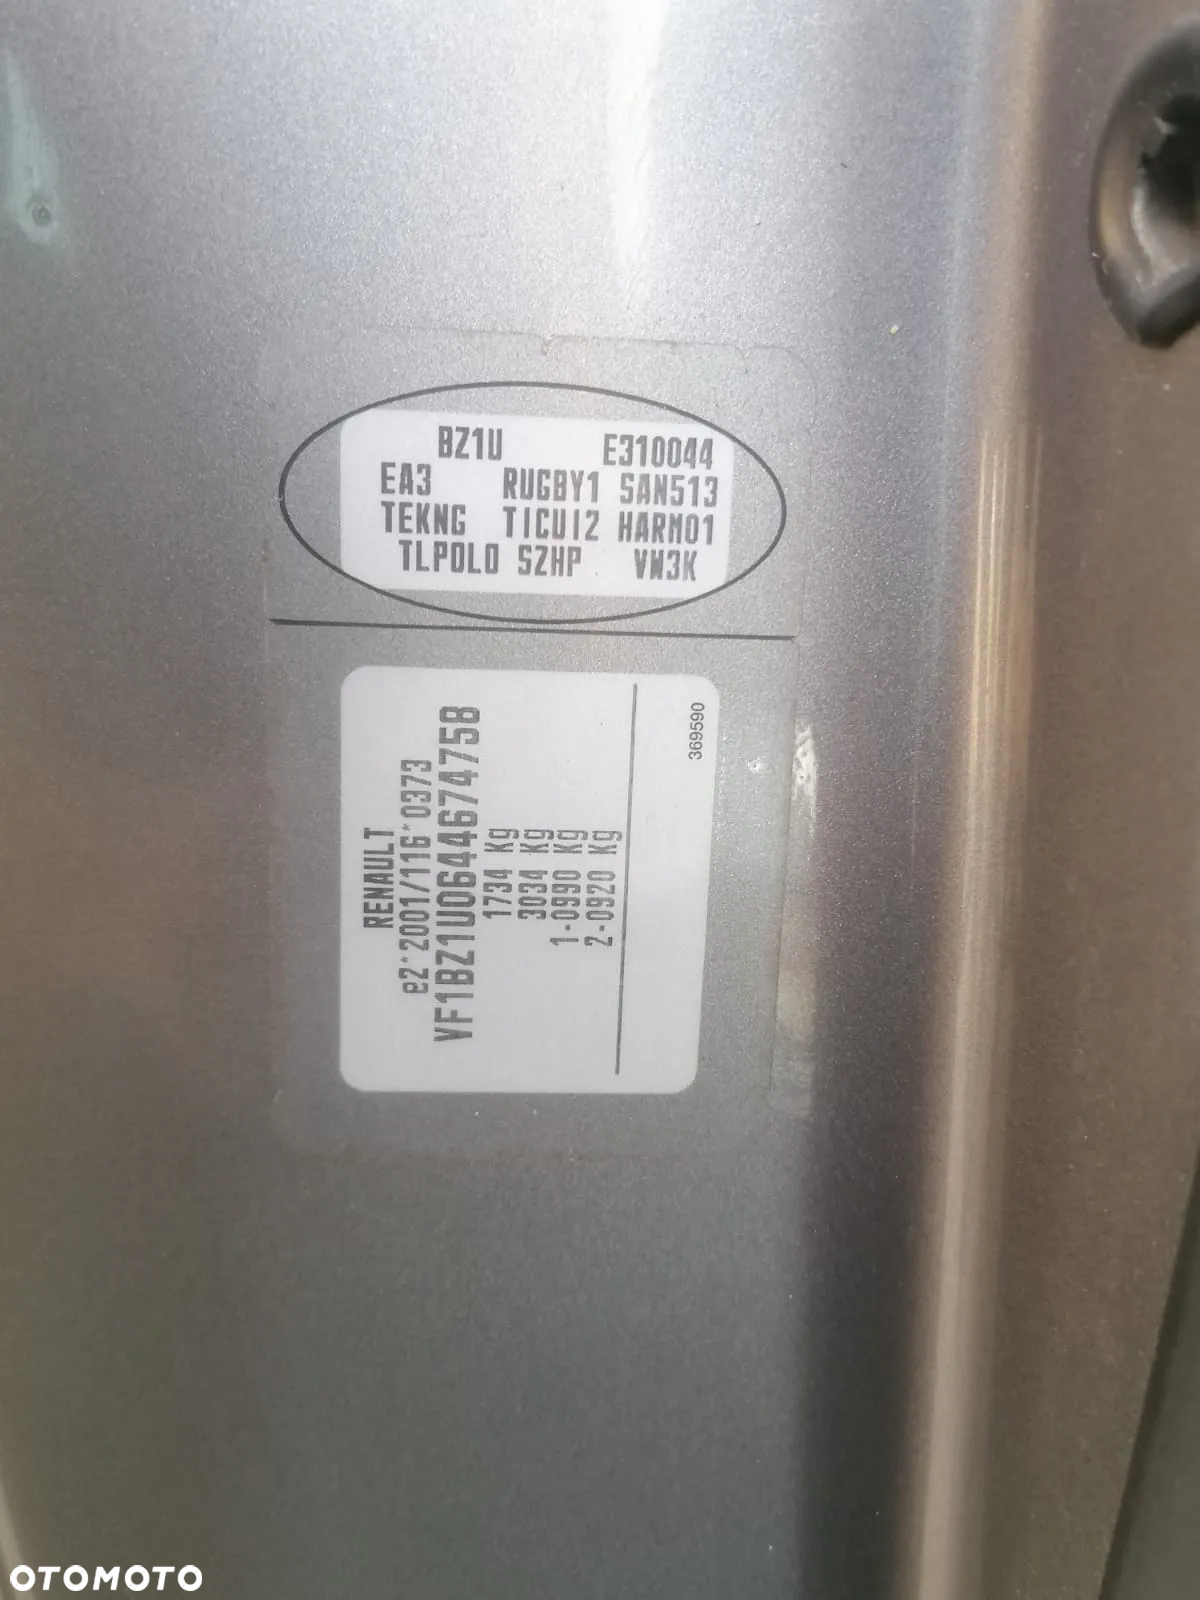 BZ1U E310044
EA3 RUGBY1 SAN513
TEKNG TICUI2 HARM01
TLPOLO SZHP VW3K
RENAULT
e2*2001/116*0373
VF1BZ1U0644674758
1734 Kg
3034 Kg
1-0990 Kg
2-0920 Kg
369590
OTOMOTO